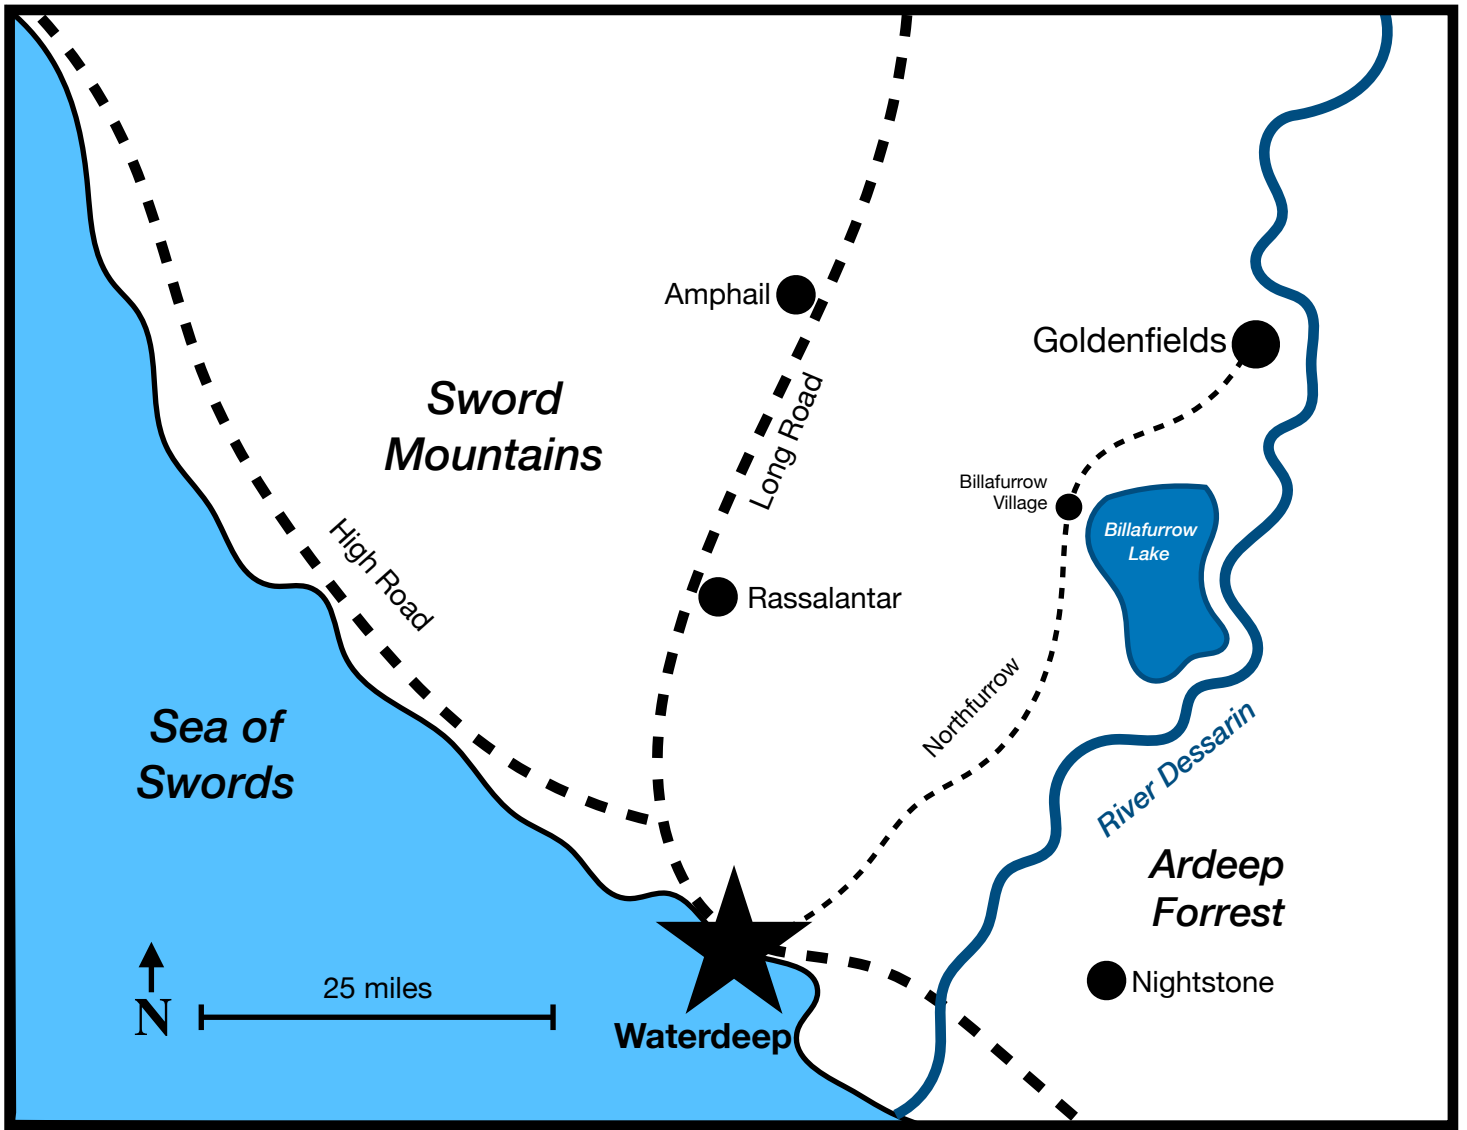 Amphail
Goldenfields
Sword
Mountains
Long Road
Billafurrow
Village
Billafurrow
Lake
High Road
Rassalantar
Northfurrow
Sea of
Swords
River Dessarin
Ardeep
Forrest
Nightstone
25 miles
N
Waterdeep